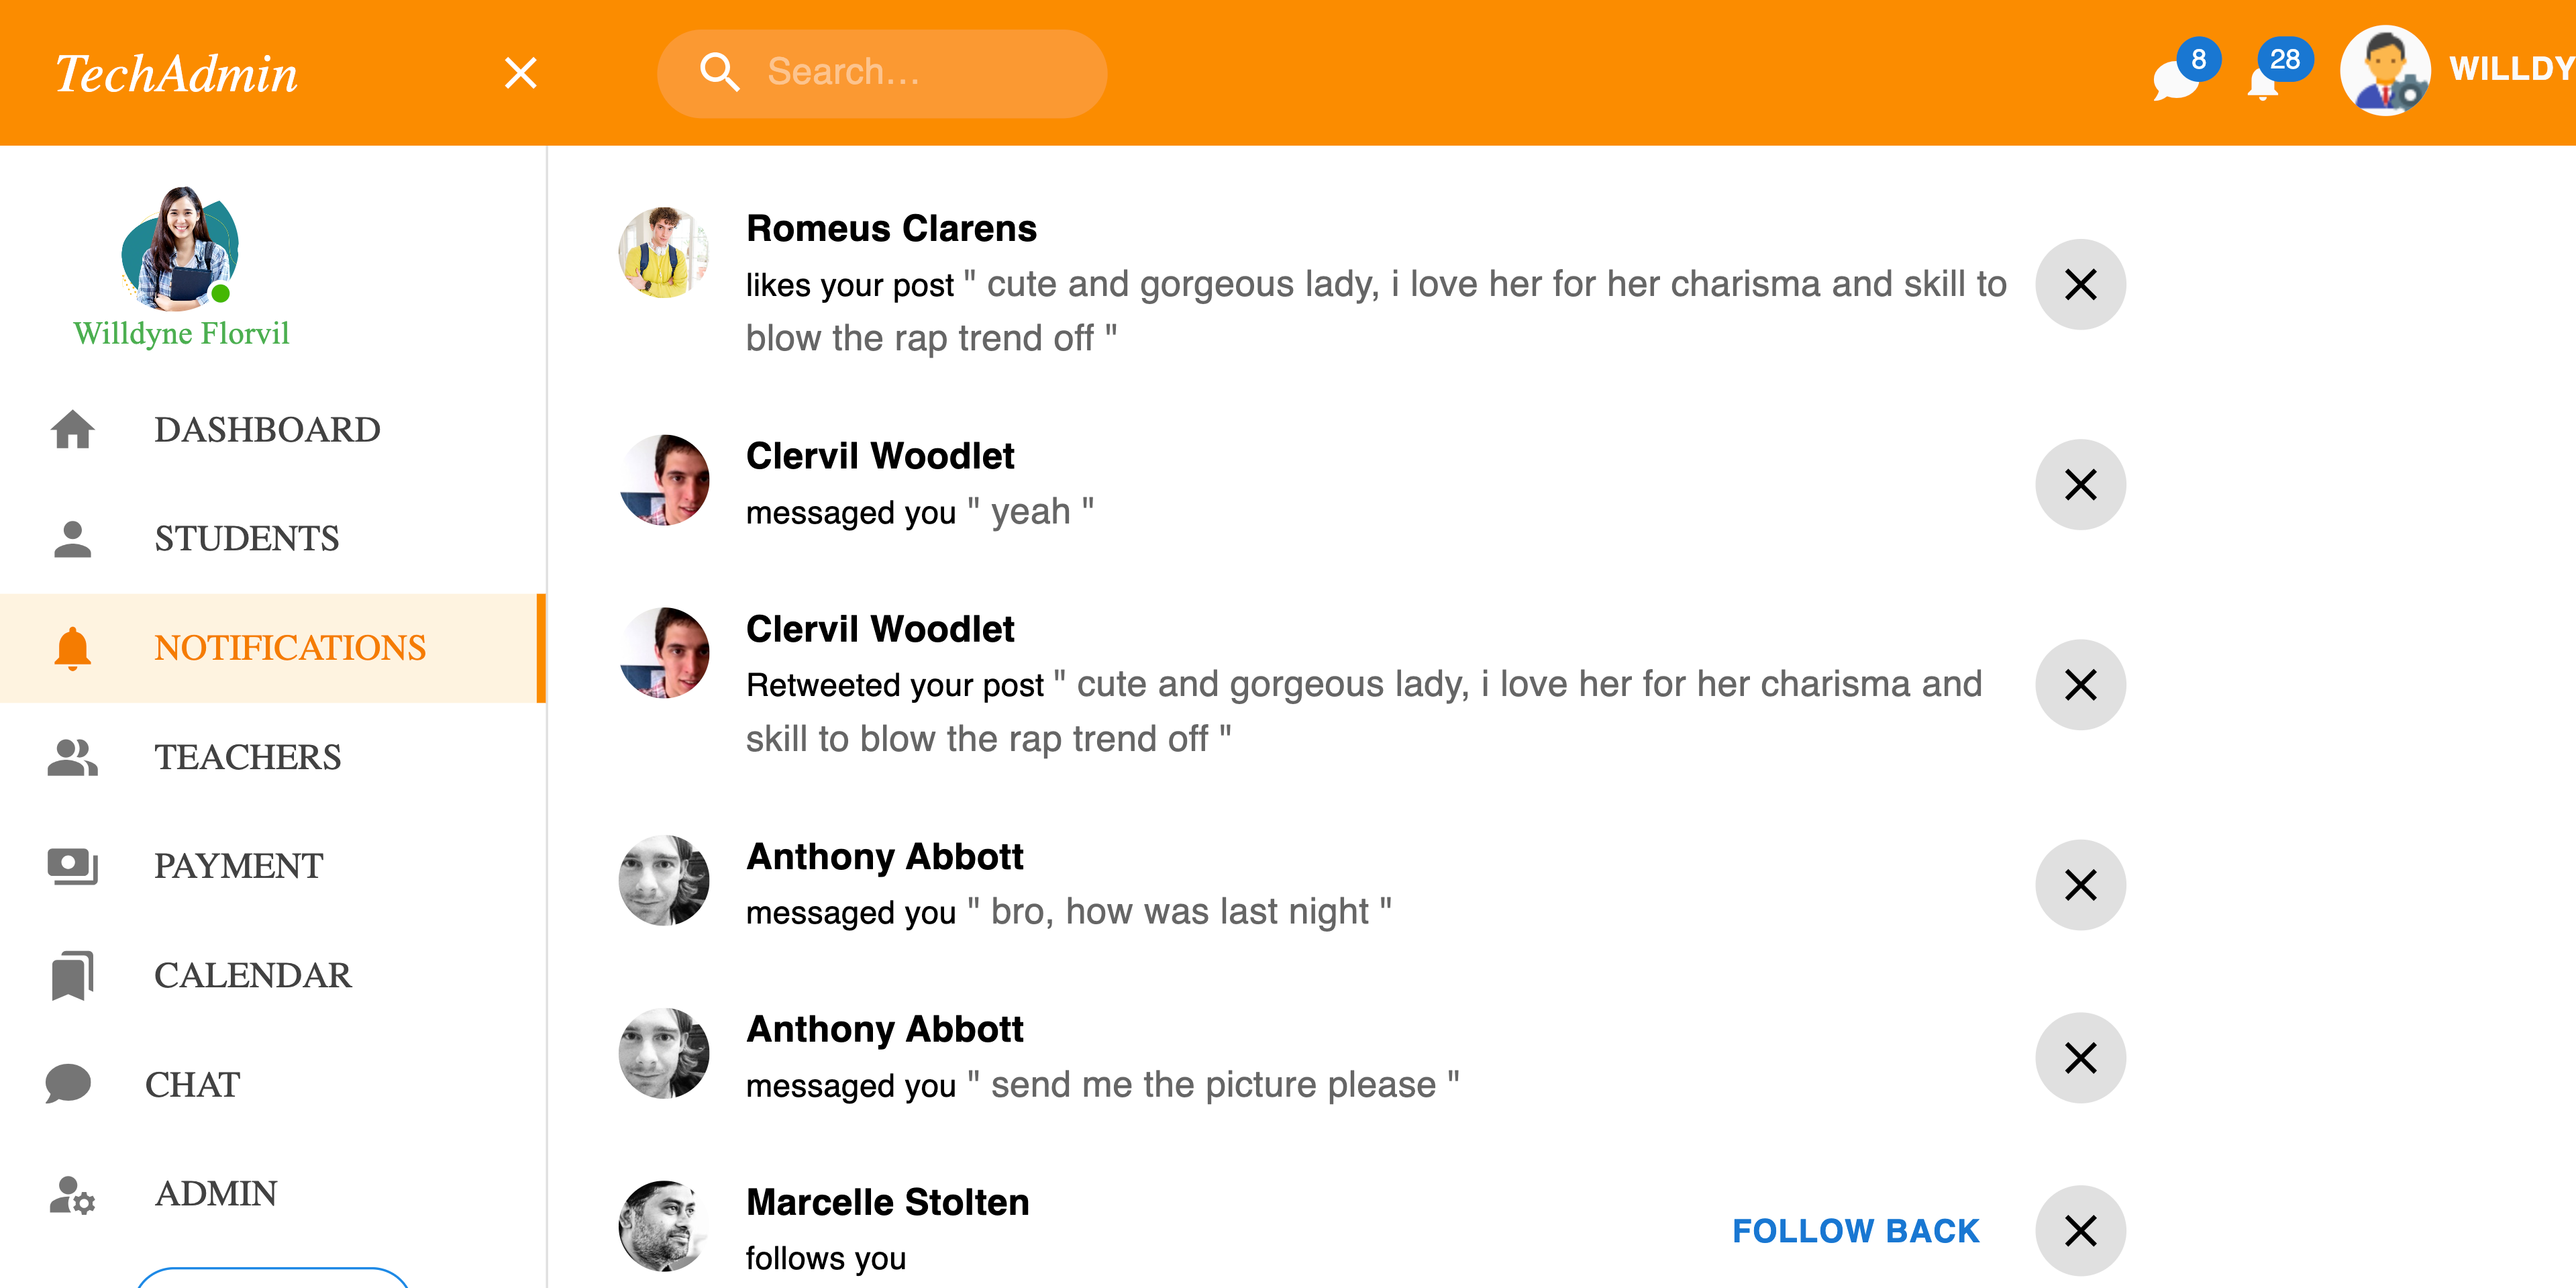 TechAdmin
Search...
8
28
WILLDY
Willdyne Florvil
DASHBOARD
STUDENTS
NOTIFICATIONS
TEACHERS
PAYMENT
CALENDAR
CHAT
ADMIN
Romeus Clarens
likes your post " cute and gorgeous lady, i love her for her charisma and skill to
blow the rap trend off "
Clervil Woodlet
messaged you " yeah "
Clervil Woodlet
Retweeted your post " cute and gorgeous lady, i love her for her charisma and
skill to blow the rap trend off "
Anthony Abbott
messaged you " bro, how was last night "
Anthony Abbott
messaged you " send me the picture please "
Marcelle Stolten
follows you
FOLLOW BACK